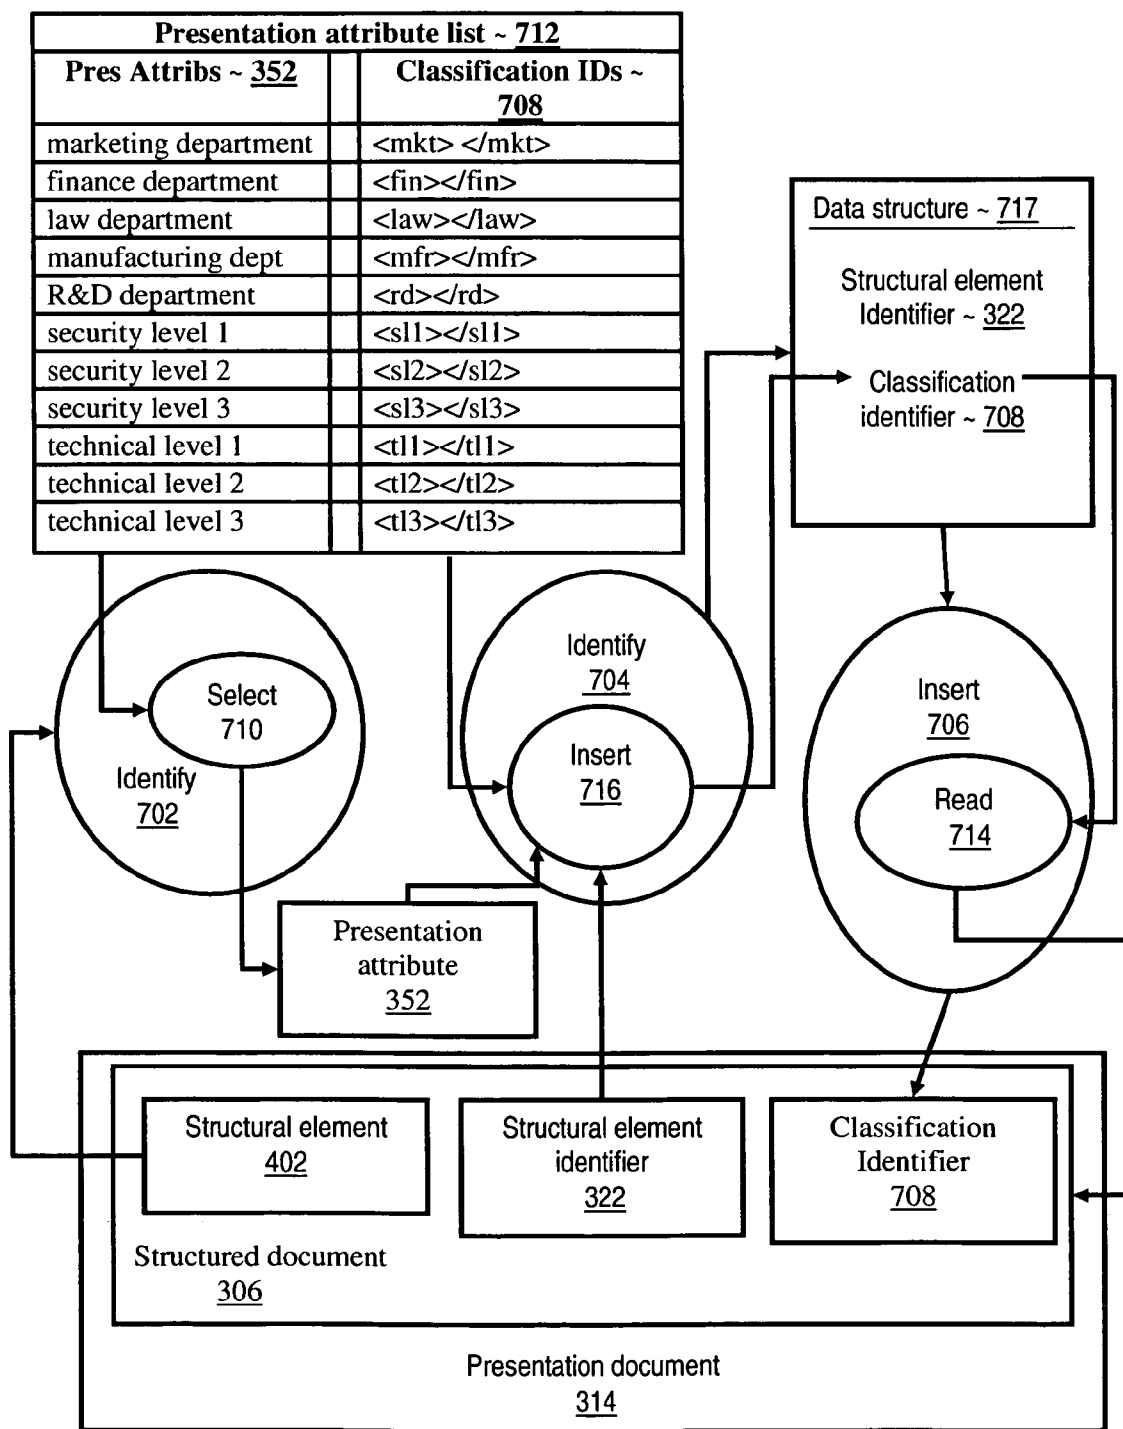 Presentation attribute list ~ 712
Pres Attribs ~ 352
Classification IDs ~
708
marketing department <mkt> </mkt>
finance department <fin></fin>
law department <law></law>
manufacturing dept <mfr></mfr>
R&D department <rd></rd>
security level 1 <sl1></sl1>
security level 2 <sl2></sl2>
security level 3 <sl3></sl3>
technical level 1 <tl1></tl1>
technical level 2 <tl2></tl2>
technical level 3 <tl3></tl3>
Data structure ~ 717
Structural element
Identifier ~ 322
Classification
identifier ~ 708
Select
710
Identify
702
Identify
704
Insert
716
Insert
706
Read
714
Presentation
attribute
352
Structural element
402
Structural element
identifier
322
Classification
Identifier
708
Structured document
306
Presentation document
314